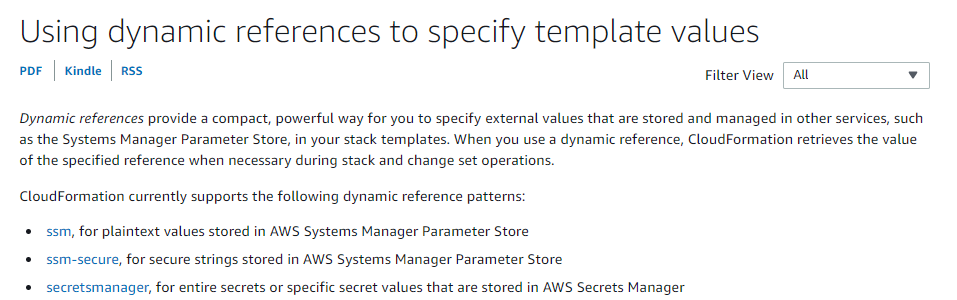 Using dynamic references to specify template values
PDF Kindle RSS
Filter View All
Dynamic references provide a compact, powerful way for you to specify external values that are stored and managed in other services, such
as the Systems Manager Parameter Store, in your stack templates. When you use a dynamic reference, CloudFormation retrieves the value
of the specified reference when necessary during stack and change set operations.
CloudFormation currently supports the following dynamic reference patterns:
• ssm, for plaintext values stored in AWS Systems Manager Parameter Store
• ssm-secure, for secure strings stored in AWS Systems Manager Parameter Store
• secretsmanager, for entire secrets or specific secret values that are stored in AWS Secrets Manager